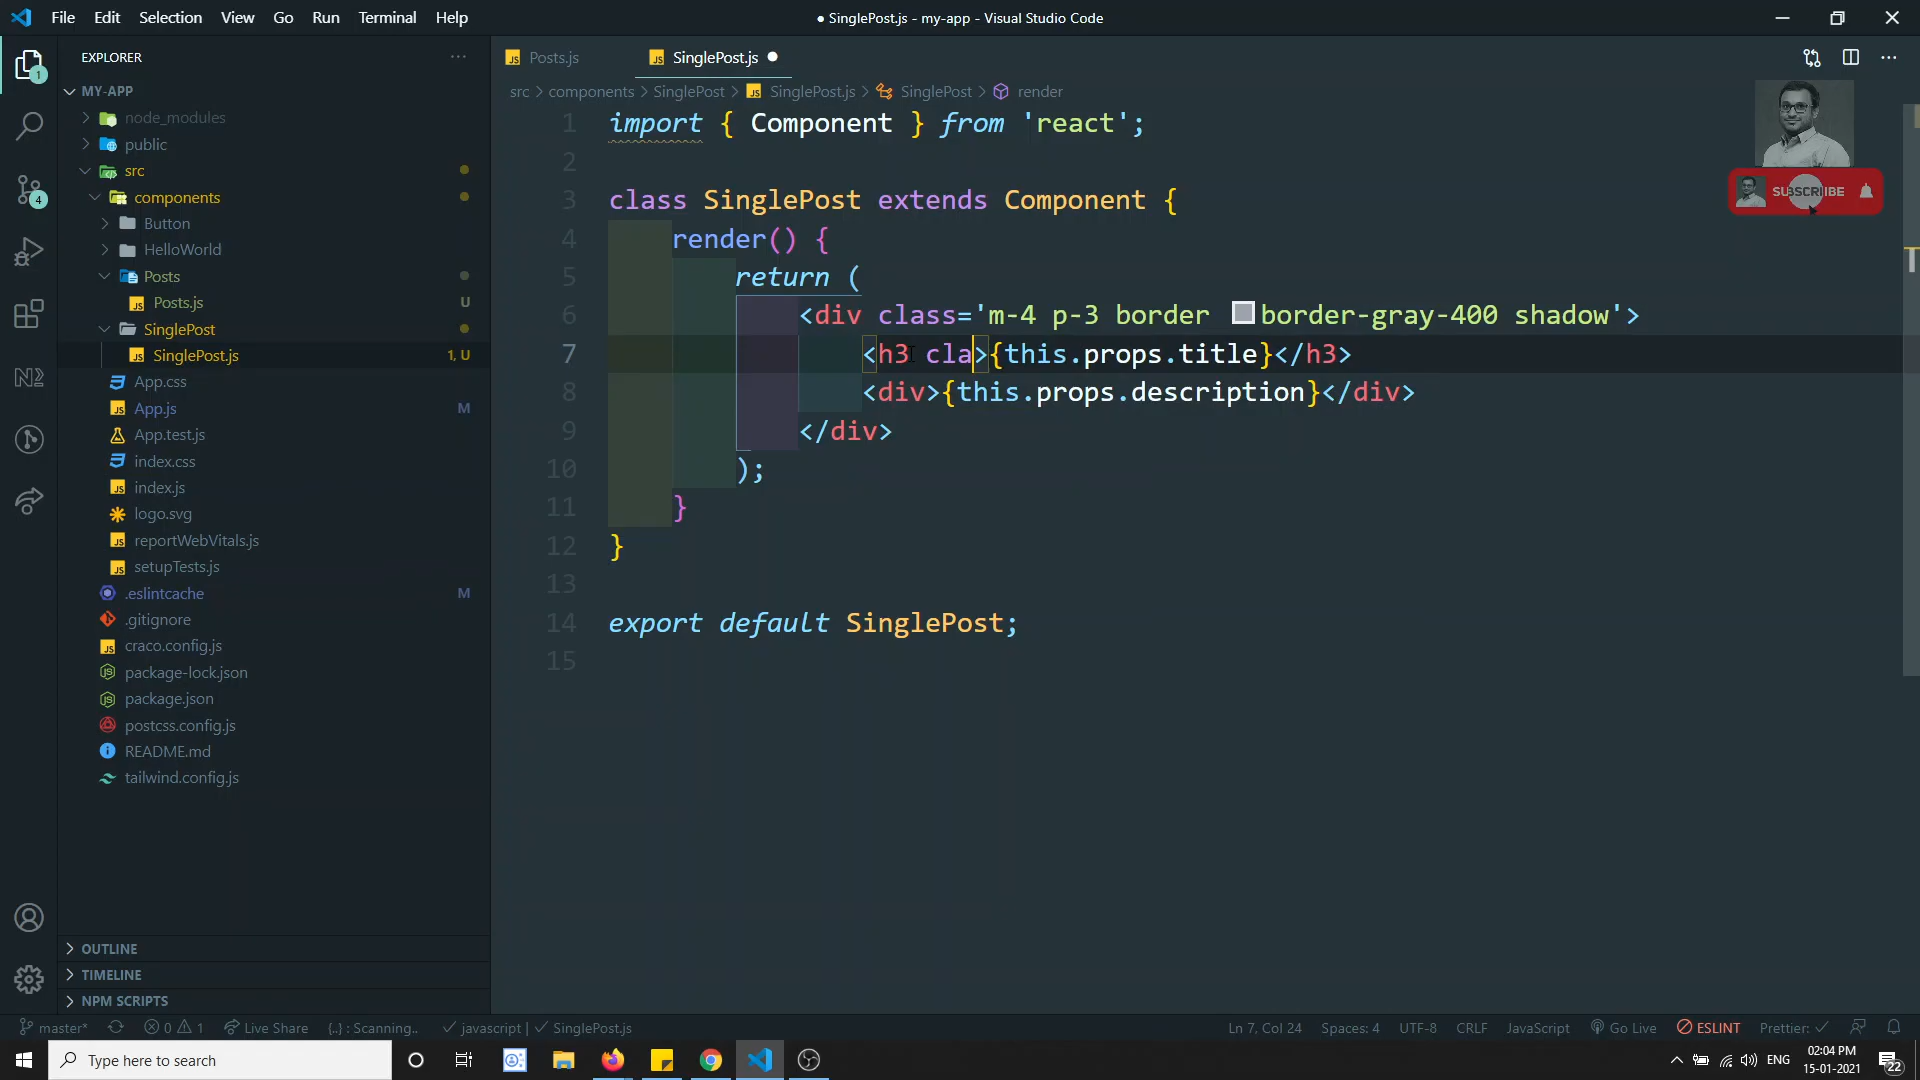 File Edit Selection View Go Run Terminal Help
● SinglePost.js - my-app - Visual Studio Code
EXPLORER
MY-APP
node_modules
public
src
components
Button
HelloWorld
Posts
Posts.js U
SinglePost
SinglePost.js 1, U
App.css
App.js M
App.test.js
index.css
index.js
logo.svg
reportWebVitals.js
setupTests.js
.eslintcache M
.gitignore
craco.config.js
package-lock.json
package.json
postcss.config.js
README.md
tailwind.config.js
OUTLINE
TIMELINE
NPM SCRIPTS
1
4
Posts.js
SinglePost.js ●
src > components > SinglePost > SinglePost.js > SinglePost > render
1 import { Component } from 'react';
2
3 class SinglePost extends Component {
4 render() {
5 return (
6 <div class='m-4 p-3 border border-gray-400 shadow'>
7 <h3 cla>{this.props.title}</h3>
8 <div>{this.props.description}</div>
9 </div>
10 );
11 }
12 }
13
14 export default SinglePost;
15
SUBSCRIBE
master* 0 1 Live Share {..} : Scanning.. javascript | SinglePost.js
Ln 7, Col 24 Spaces: 4 UTF-8 CRLF JavaScript Go Live ESLINT Prettier:
Type here to search
ENG
02:04 PM
15-01-2021
22